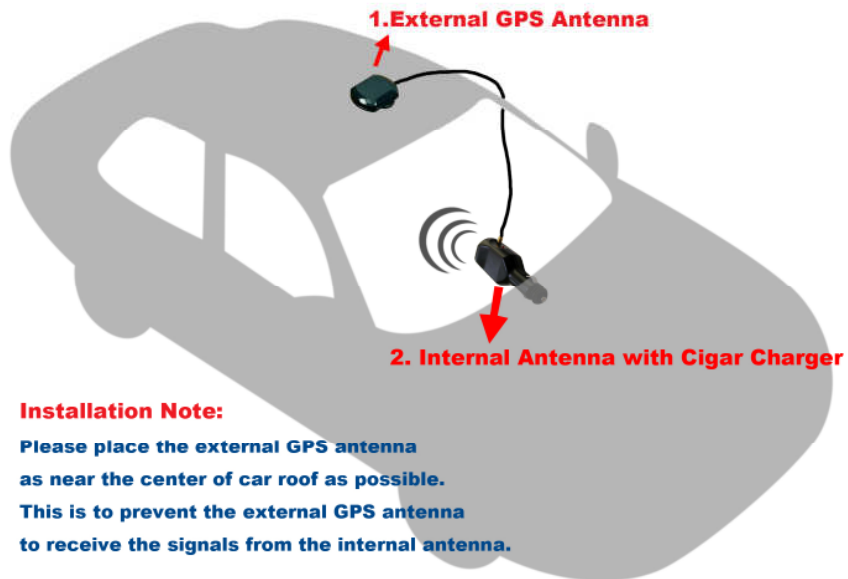 1.External GPS Antenna
2. Internal Antenna with Cigar Charger
Installation Note:
Please place the external GPS antenna
as near the center of car roof as possible.
This is to prevent the external GPS antenna
to receive the signals from the internal antenna.